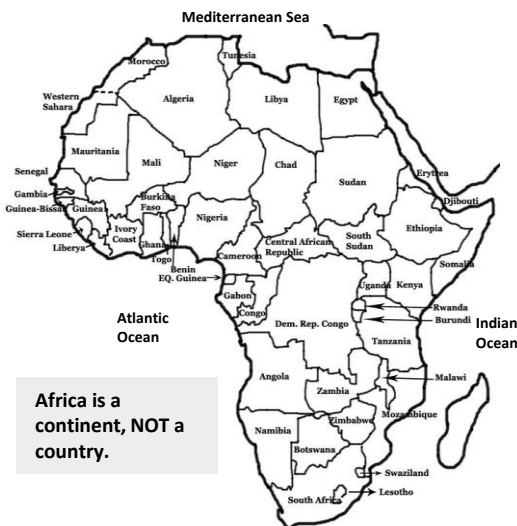 Mediterranean Sea
Tunesia
Morocco
Western
Sahara
Algeria
Libya
Egypt
Mauritania
Mali
Niger
Chad
Sudan
Erytrea
Senegal
Gambia
Guinea-Bissau
Guinea
Burkina
Faso
Djibouti
Nigeria
Ethiopia
Sierra Leone
Liberya
Ivory
Coast
Ghana
Togo
Benin
EQ. Guinea
Cameroon
Central African
Republic
South
Sudan
Somalia
Uganda
Kenya
Gabon
Congo
Dem. Rep. Congo
Rwanda
Burundi
Atlantic
Ocean
Indian
Ocean
Tanzania
Angola
Zambia
Malawi
Mozambique
Africa is a
continent, NOT a
country.
Namibia
Zimbabwe
Botswana
Swaziland
South Africa
Lesotho